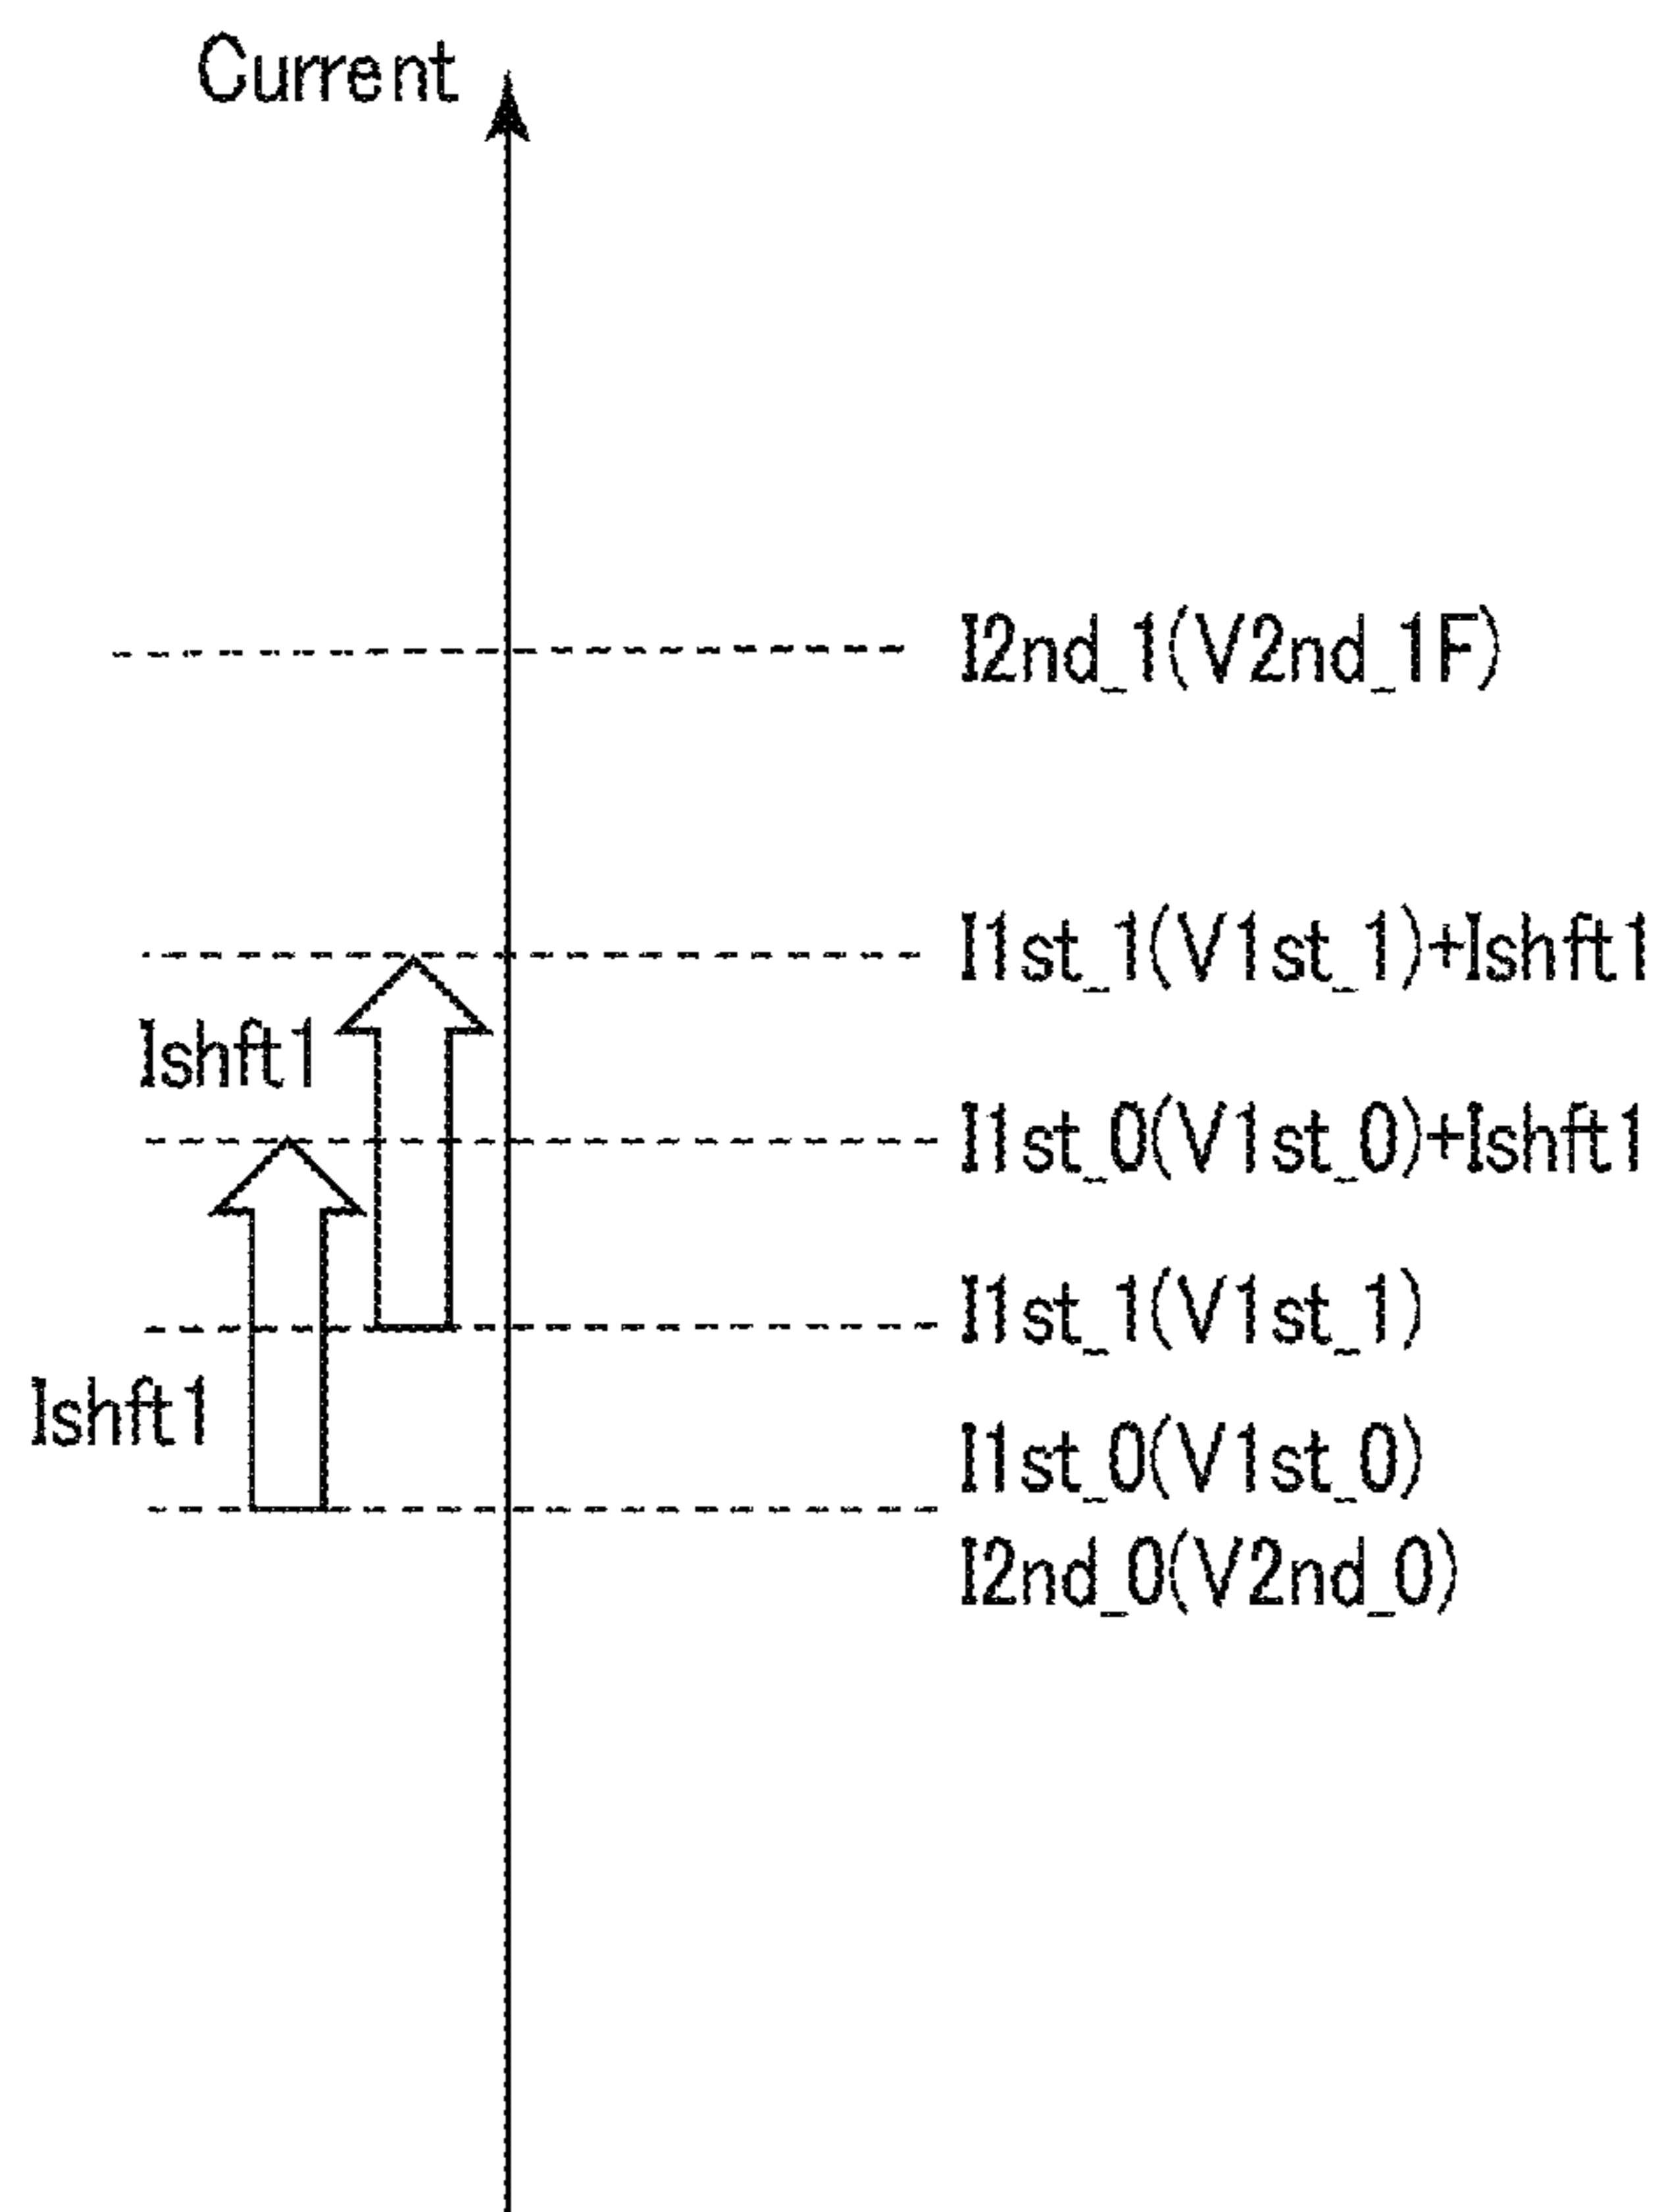 Current
I2nd_1(V2nd_1F)
I1st_1(V1st_1)+Ishft1
Ishft1
I1st_0(V1st_0)+Ishft1
I1st_1(V1st_1)
Ishft1
I1st_0(V1st_0)
I2nd_0(V2nd_0)